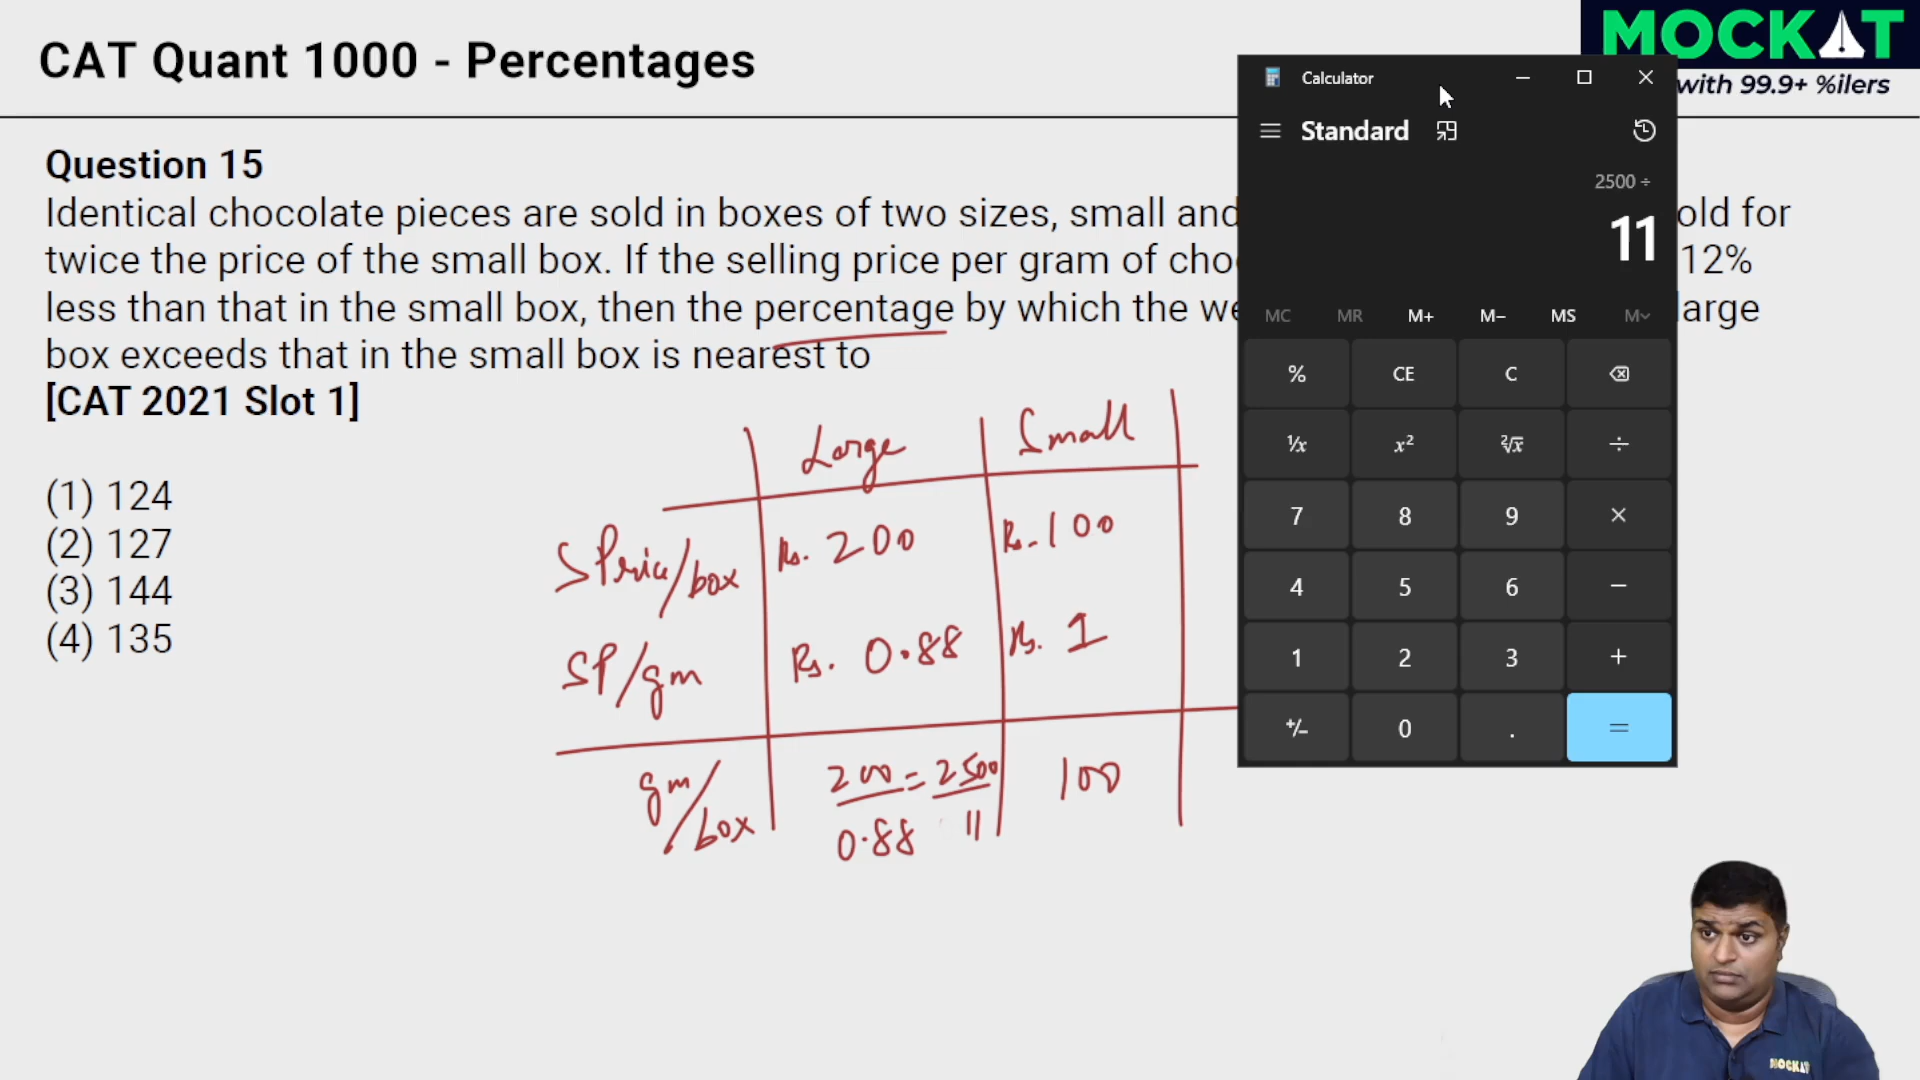 CAT Quant 1000 - Percentages
MOCKAT
with 99.9+ %ilers
Question 15
Identical chocolate pieces are sold in boxes of two sizes, small and old for
twice the price of the small box. If the selling price per gram of cho 12%
less than that in the small box, then the percentage by which the we large
box exceeds that in the small box is nearest to
[CAT 2021 Slot 1]
(1) 124
(2) 127
(3) 144
(4) 135
Large Small
SPrice/box Rs. 200 Rs. 100
SP/gm Rs. 0.88 Rs. 1
gm/box 200/0.88 = 2500/11 100
Calculator
Standard
2500 ÷
11
MC MR M+ M− MS M˅
% CE C
¹/x x² ²√x ÷
7 8 9 ×
4 5 6 −
1 2 3 +
+/− 0 . =
MOCKAT